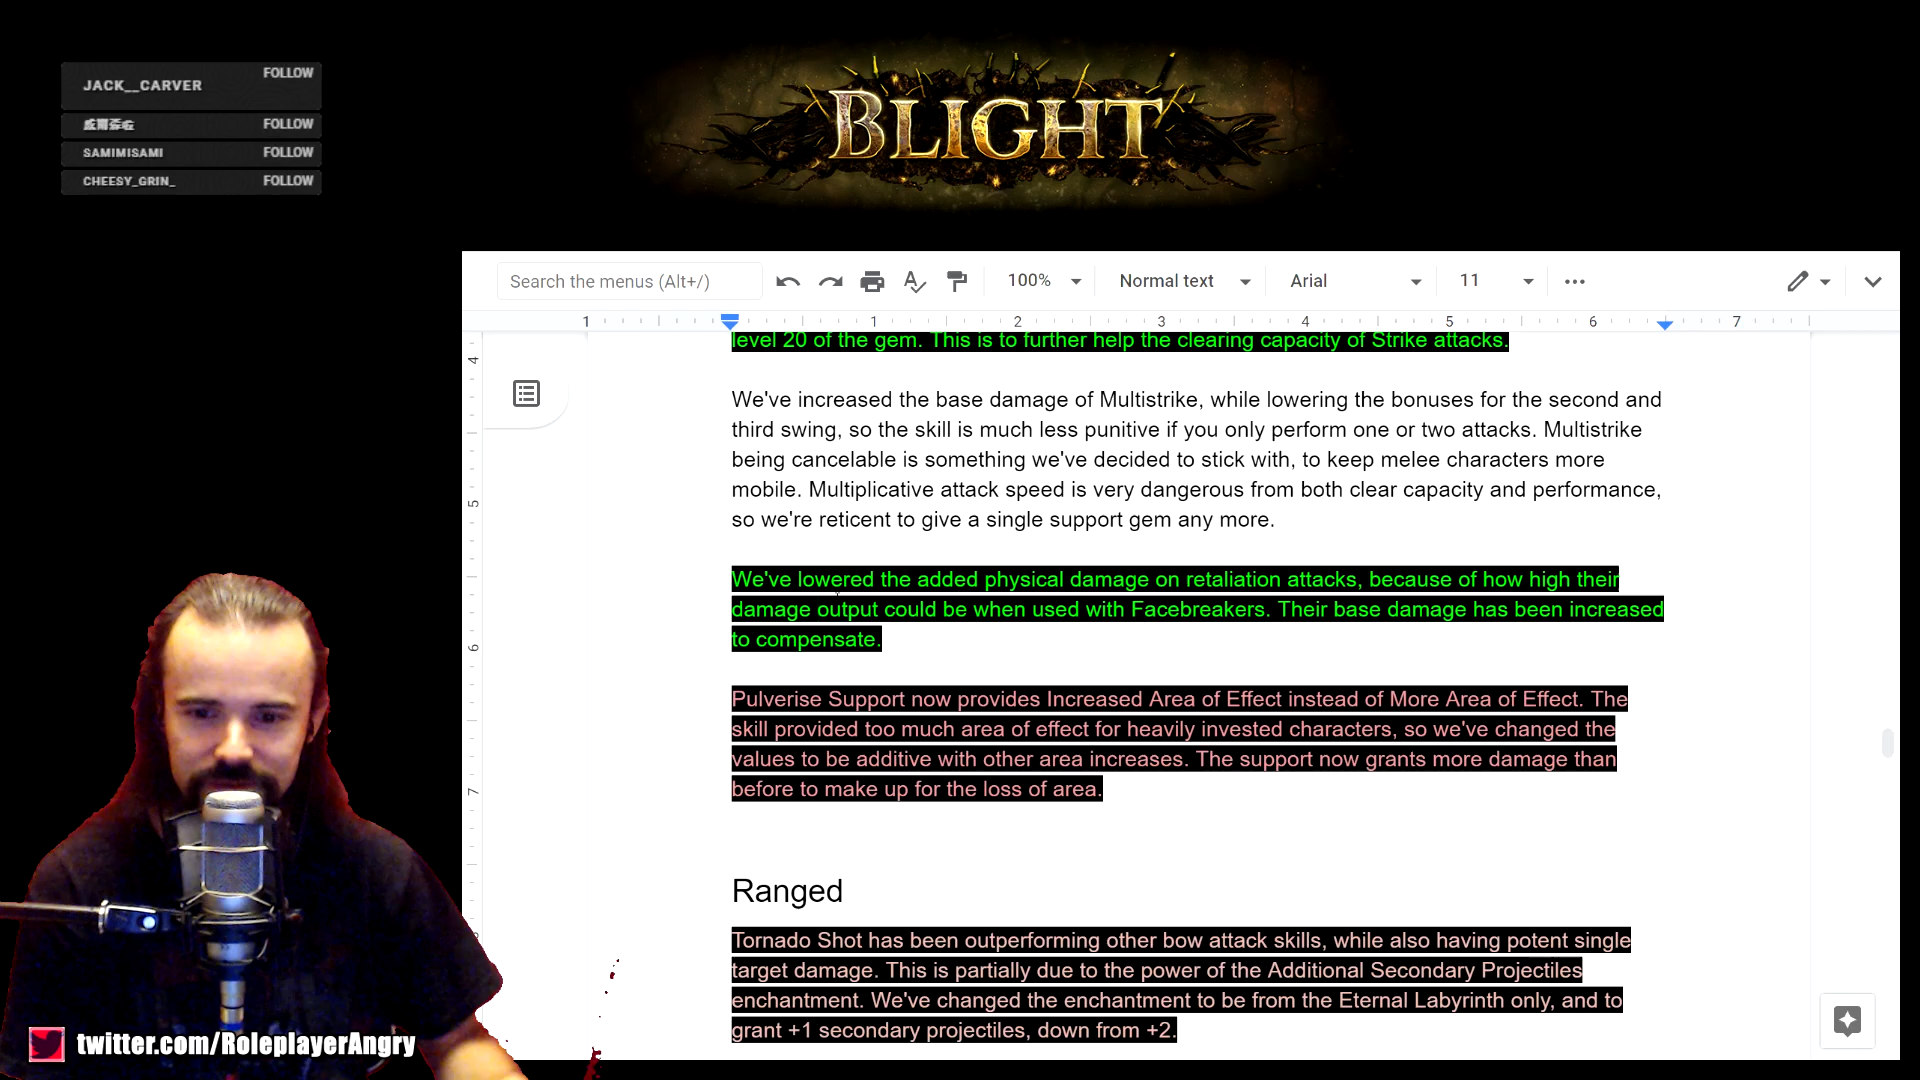 JACK__CARVER FOLLOW
FOLLOW
SAMIMISAMI FOLLOW
CHEESY_GRIN_ FOLLOW
BLIGHT
Search the menus (Alt+/)
100%
Normal text
Arial
11
1 1 2 3 4 5 6 7
4
5
6
7
level 20 of the gem. This is to further help the clearing capacity of Strike attacks.
We've increased the base damage of Multistrike, while lowering the bonuses for the second and
third swing, so the skill is much less punitive if you only perform one or two attacks. Multistrike
being cancelable is something we've decided to stick with, to keep melee characters more
mobile. Multiplicative attack speed is very dangerous from both clear capacity and performance,
so we're reticent to give a single support gem any more.
We've lowered the added physical damage on retaliation attacks, because of how high their
damage output could be when used with Facebreakers. Their base damage has been increased
to compensate.
Pulverise Support now provides Increased Area of Effect instead of More Area of Effect. The
skill provided too much area of effect for heavily invested characters, so we've changed the
values to be additive with other area increases. The support now grants more damage than
before to make up for the loss of area.
Ranged
Tornado Shot has been outperforming other bow attack skills, while also having potent single
target damage. This is partially due to the power of the Additional Secondary Projectiles
enchantment. We've changed the enchantment to be from the Eternal Labyrinth only, and to
grant +1 secondary projectiles, down from +2.
twitter.com/RoleplayerAngry